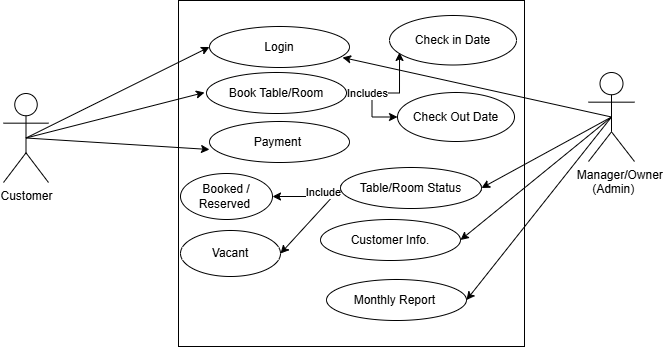 Login
Check in Date
Book Table/Room
Includes
Check Out Date
Payment
Customer
Manager/Owner
(Admin)
Booked /
Reserved
Include
Table/Room Status
Vacant
Customer Info.
Monthly Report